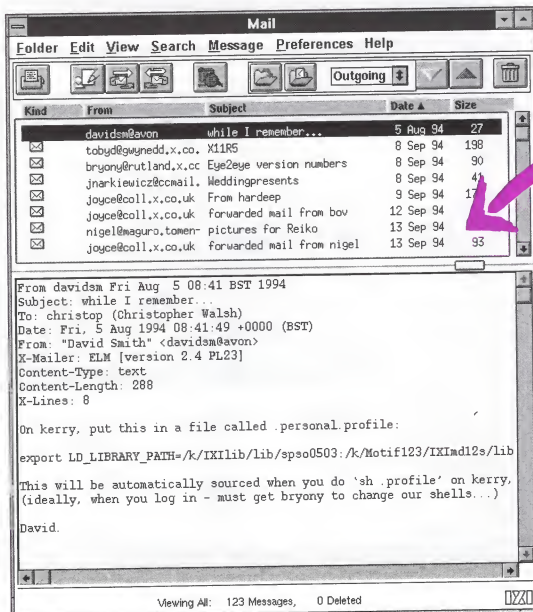 Mail
Folder Edit View Search Message Preferences Help
Outgoing
Kind From Subject Date ▲ Size
davidsm@avon while I remember... 5 Aug 94 27
tobyd@gwynedd.x.co. X11R5 8 Sep 94 198
bryony@rutland.x.cc Eye2eye version numbers 8 Sep 94 90
jnarkiewicz@ccmail. Weddingpresents 8 Sep 94
joyce@coll.x.co.uk From hardeep 9 Sep 94
joyce@coll.x.co.uk forwarded mail from bov 12 Sep 94
nigel@maguro.tomen- pictures for Reiko 13 Sep 94
joyce@coll.x.co.uk forwarded mail from nigel 13 Sep 94 93
From davidsm Fri Aug 5 08:41 BST 1994
Subject: while I remember...
To: christop (Christopher Walsh)
Date: Fri, 5 Aug 1994 08:41:49 +0000 (BST)
From: "David Smith" <davidsm@avon>
X-Mailer: ELM [version 2.4 PL23]
Content-Type: text
Content-Length: 288
X-Lines: 8
On kerry, put this in a file called .personal.profile:
export LD_LIBRARY_PATH=/k/IXIlib/lib/spso0503:/k/Motif123/IXImd12s/lib
This will be automatically sourced when you do `sh .profile' on kerry,
(ideally, when you log in - must get bryony to change our shells...)
David.
Viewing All: 123 Messages, 0 Deleted
IXI